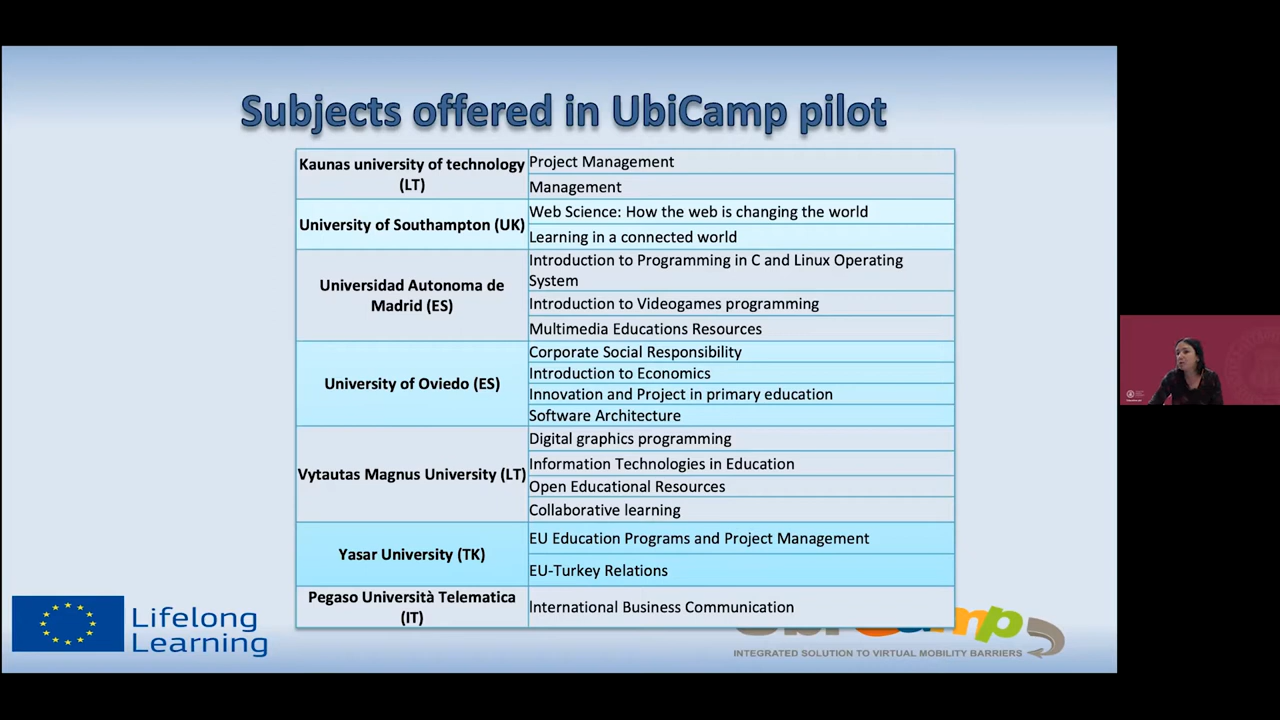 Subjects offered in UbiCamp pilot
Kaunas university of technology
(LT)
Project Management
Management
University of Southampton (UK)
Web Science: How the web is changing the world
Learning in a connected world
Universidad Autonoma de
Madrid (ES)
Introduction to Programming in C and Linux Operating
System
Introduction to Videogames programming
Multimedia Educations Resources
University of Oviedo (ES)
Corporate Social Responsibility
Introduction to Economics
Innovation and Project in primary education
Software Architecture
Vytautas Magnus University (LT)
Digital graphics programming
Information Technologies in Education
Open Educational Resources
Collaborative learning
Yasar University (TK)
EU Education Programs and Project Management
EU-Turkey Relations
Pegaso Università Telematica
(IT)
International Business Communication
Lifelong
Learning
INTEGRATED SOLUTION TO VIRTUAL MOBILITY BARRIERS